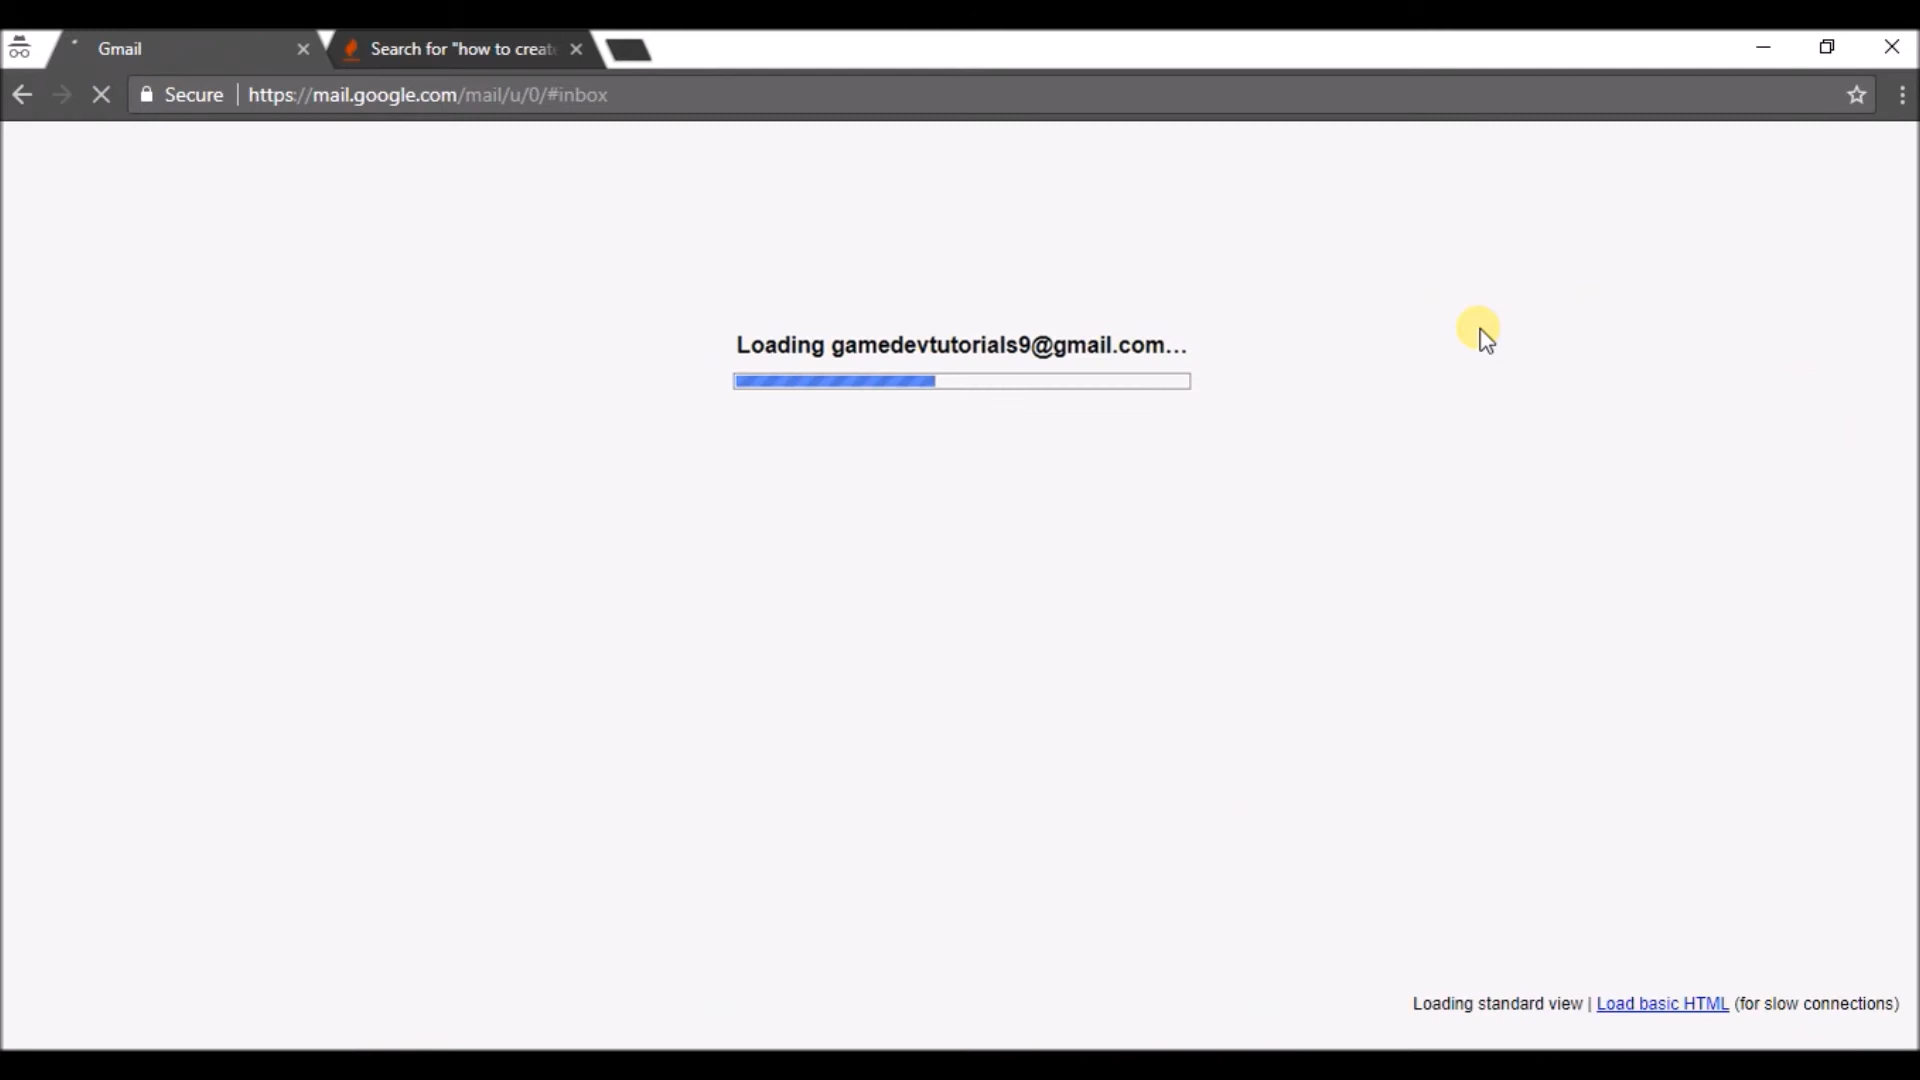 Gmail
Search for "how to creat
Secure
https://mail.google.com/mail/u/0/#inbox
Loading gamedevtutorials9@gmail.com...
Loading standard view | Load basic HTML (for slow connections)